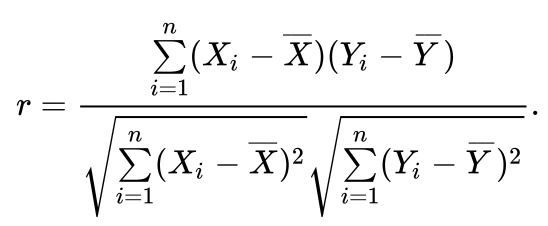 r = \frac{\sum_{i=1}^{n}(X_i - \overline{X})(Y_i - \overline{Y})}{\sqrt{\sum_{i=1}^{n}(X_i - \overline{X})^2}\sqrt{\sum_{i=1}^{n}(Y_i - \overline{Y})^2}}.